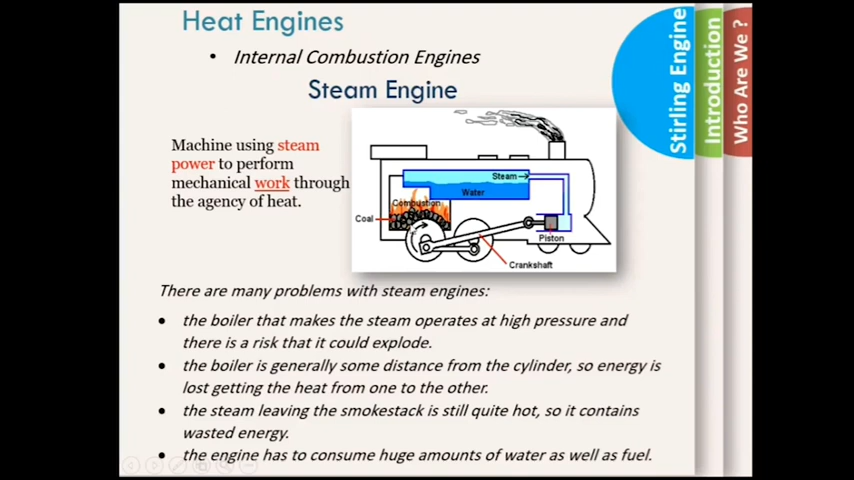 Heat Engines
• Internal Combustion Engines
Steam Engine
Machine using steam
power to perform
mechanical work through
the agency of heat.
Steam
Water
Combustion
Coal
Piston
Crankshaft
There are many problems with steam engines:
• the boiler that makes the steam operates at high pressure and
there is a risk that it could explode.
• the boiler is generally some distance from the cylinder, so energy is
lost getting the heat from one to the other.
• the steam leaving the smokestack is still quite hot, so it contains
wasted energy.
• the engine has to consume huge amounts of water as well as fuel.
Stirling Engine
Introduction
Who Are We ?